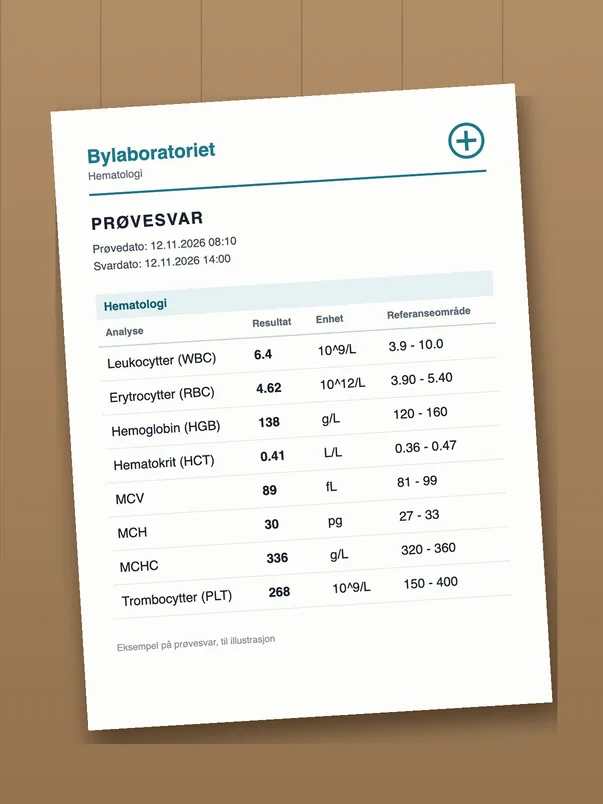 Bylaboratoriet
Hematologi
PRØVESVAR
Prøvedato: 12.11.2026 08:10
Svardato: 12.11.2026 14:00
Hematologi
Analyse Resultat Enhet Referanseområde
Leukocytter (WBC) 6.4 10^9/L 3.9 - 10.0
Erytrocytter (RBC) 4.62 10^12/L 3.90 - 5.40
Hemoglobin (HGB) 138 g/L 120 - 160
Hematokrit (HCT) 0.41 L/L 0.36 - 0.47
MCV 89 fL 81 - 99
MCH 30 pg 27 - 33
MCHC 336 g/L 320 - 360
Trombocytter (PLT) 268 10^9/L 150 - 400
Eksempel på prøvesvar, til illustrasjon